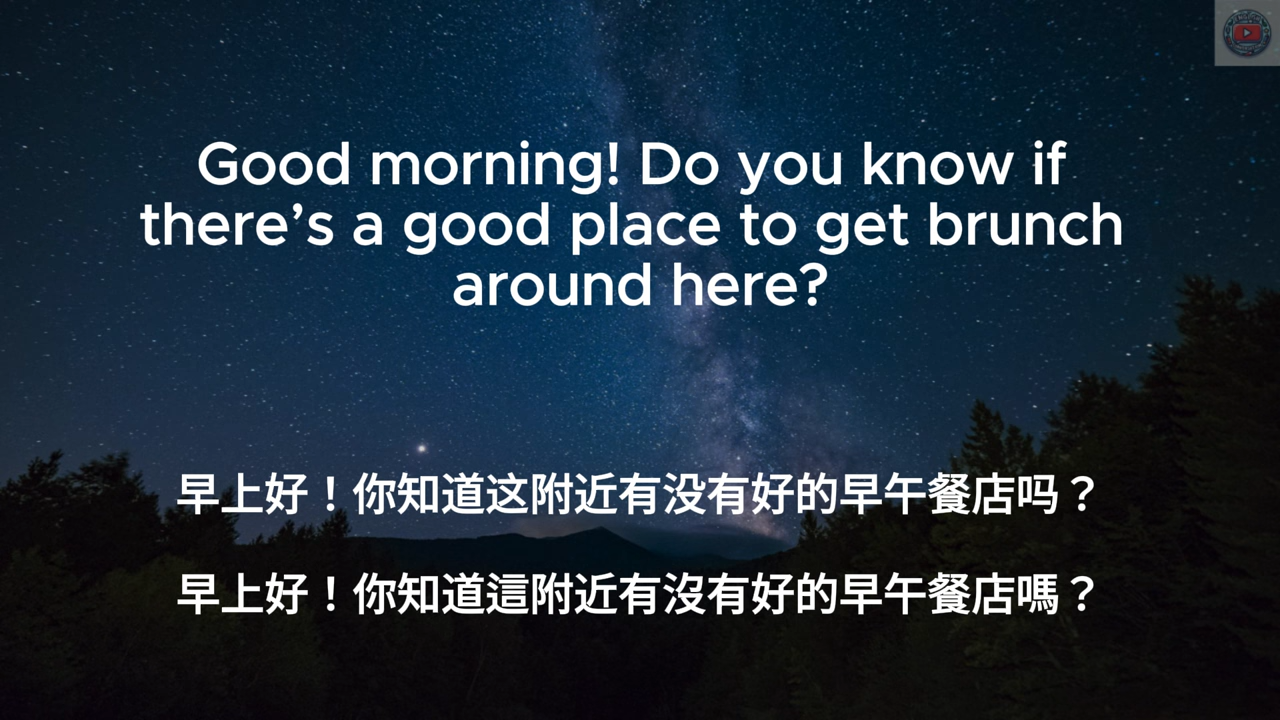 Good morning! Do you know if
there’s a good place to get brunch
around here?
早上好！你知道这附近有没有好的早午餐店吗？
早上好！你知道這附近有沒有好的早午餐店嗎？